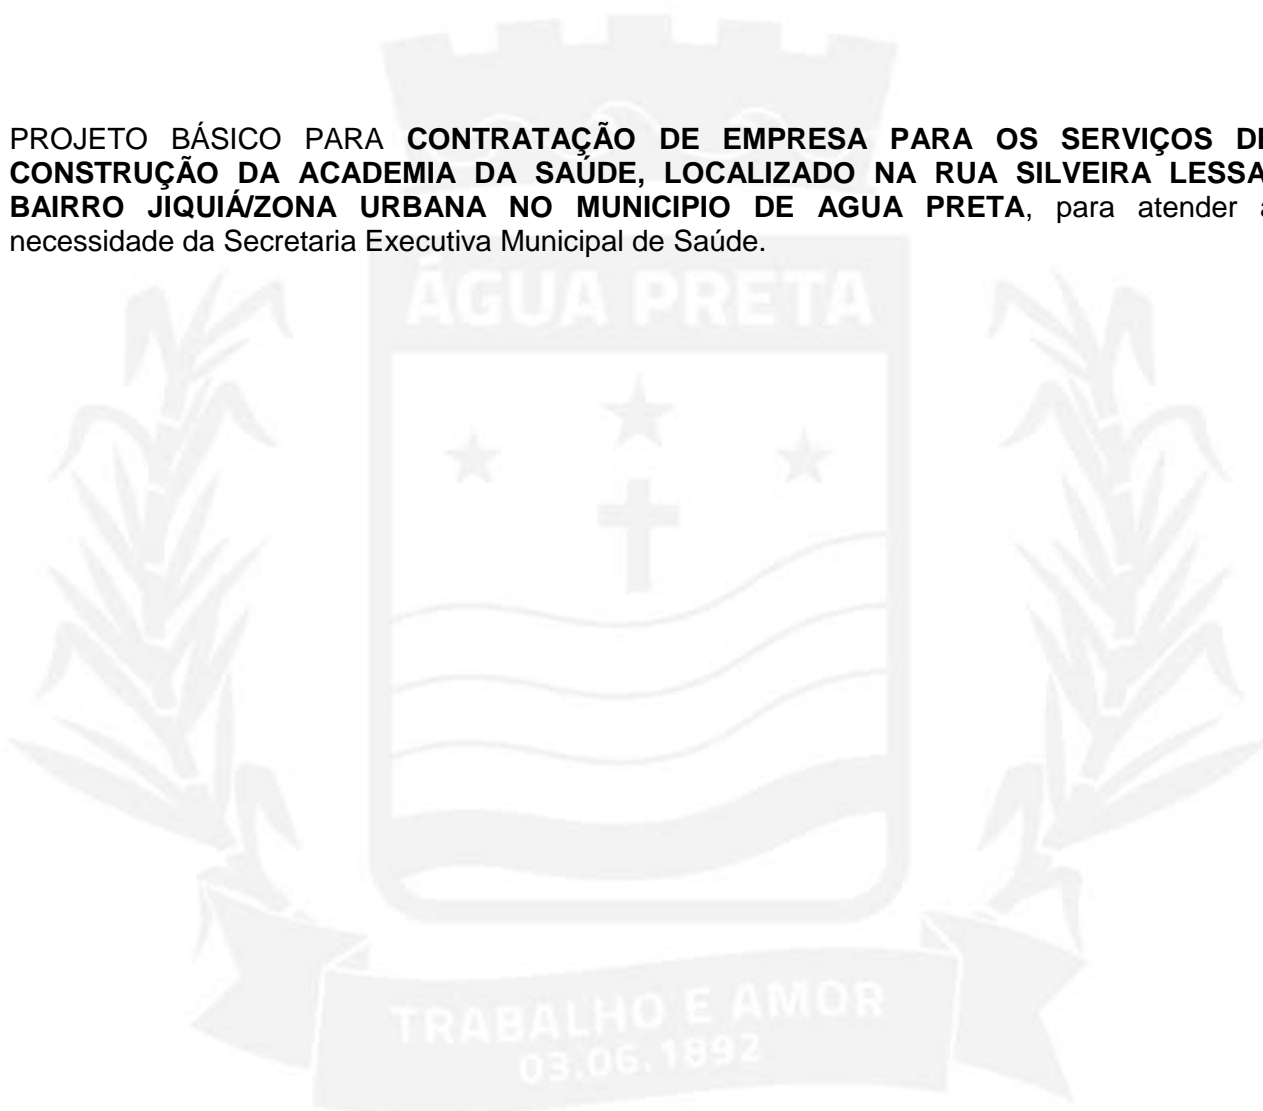 PROJETO BÁSICO PARA CONTRATAÇÃO DE EMPRESA PARA OS SERVIÇOS DE
CONSTRUÇÃO DA ACADEMIA DA SAÚDE, LOCALIZADO NA RUA SILVEIRA LESSA
BAIRRO JIQUIÁ/ZONA URBANA NO MUNICIPIO DE AGUA PRETA, para atender a
necessidade da Secretaria Executiva Municipal de Saúde.
ÁGUA PRETA
TRABALHO E AMOR
03.06.1892